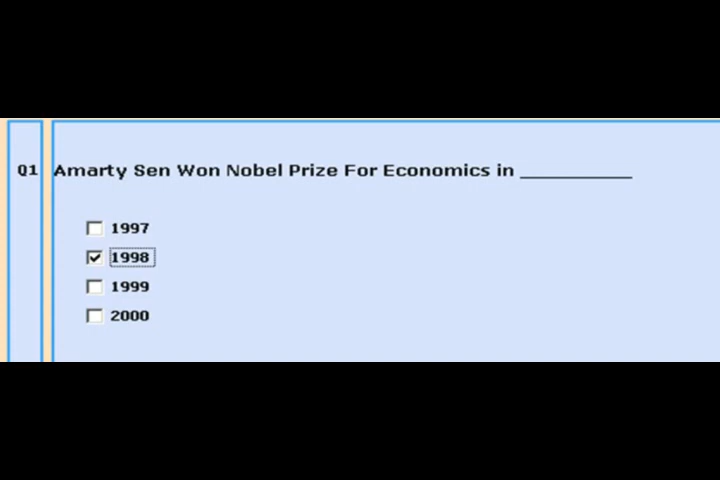 Q1 Amarty Sen Won Nobel Prize For Economics in __________
1997
1998
1999
2000